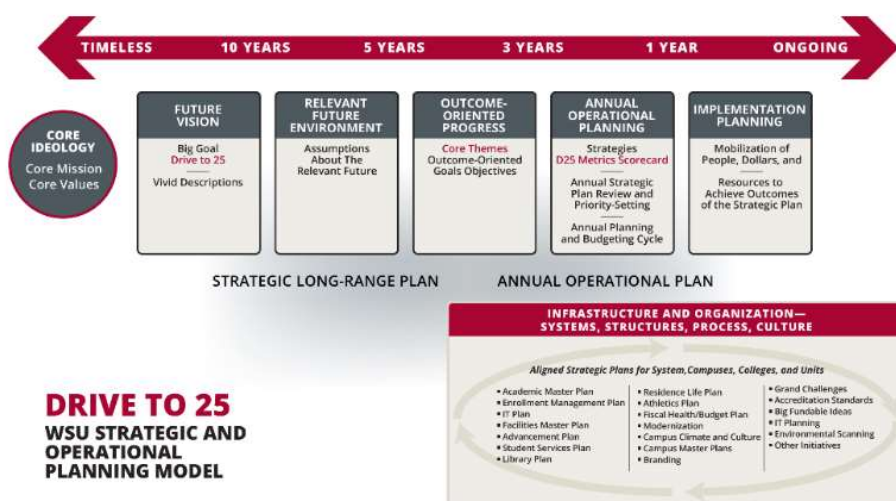 TIMELESS
10 YEARS
5 YEARS
3 YEARS
1 YEAR
ONGOING
CORE
IDEOLOGY
Core Mission
Core Values
FUTURE
VISION
Big Goal
Drive to 25
Vivid Descriptions
RELEVANT
FUTURE
ENVIRONMENT
Assumptions
About The
Relevant Future
OUTCOME-
ORIENTED
PROGRESS
Core Themes
Outcome-Oriented
Goals Objectives
ANNUAL
OPERATIONAL
PLANNING
Strategies
D25 Metrics Scorecard
Annual Strategic
Plan Review and
Priority-Setting
Annual Planning
and Budgeting Cycle
IMPLEMENTATION
PLANNING
Mobilization of
People, Dollars, and
Resources to
Achieve Outcomes
of the Strategic Plan
STRATEGIC LONG-RANGE PLAN
ANNUAL OPERATIONAL PLAN
INFRASTRUCTURE AND ORGANIZATION—
SYSTEMS, STRUCTURES, PROCESS, CULTURE
Aligned Strategic Plans for System,Campuses, Colleges, and Units
• Academic Master Plan
• Enrollment Management Plan
• IT Plan
• Facilities Master Plan
• Advancement Plan
• Student Services Plan
• Library Plan
• Residence Life Plan
• Athletics Plan
• Fiscal Health/Budget Plan
• Modernization
• Campus Climate and Culture
• Campus Master Plans
• Branding
• Grand Challenges
• Accreditation Standards
• Big Fundable Ideas
• IT Planning
• Environmental Scanning
• Other Initiatives
DRIVE TO 25
WSU STRATEGIC AND
OPERATIONAL
PLANNING MODEL